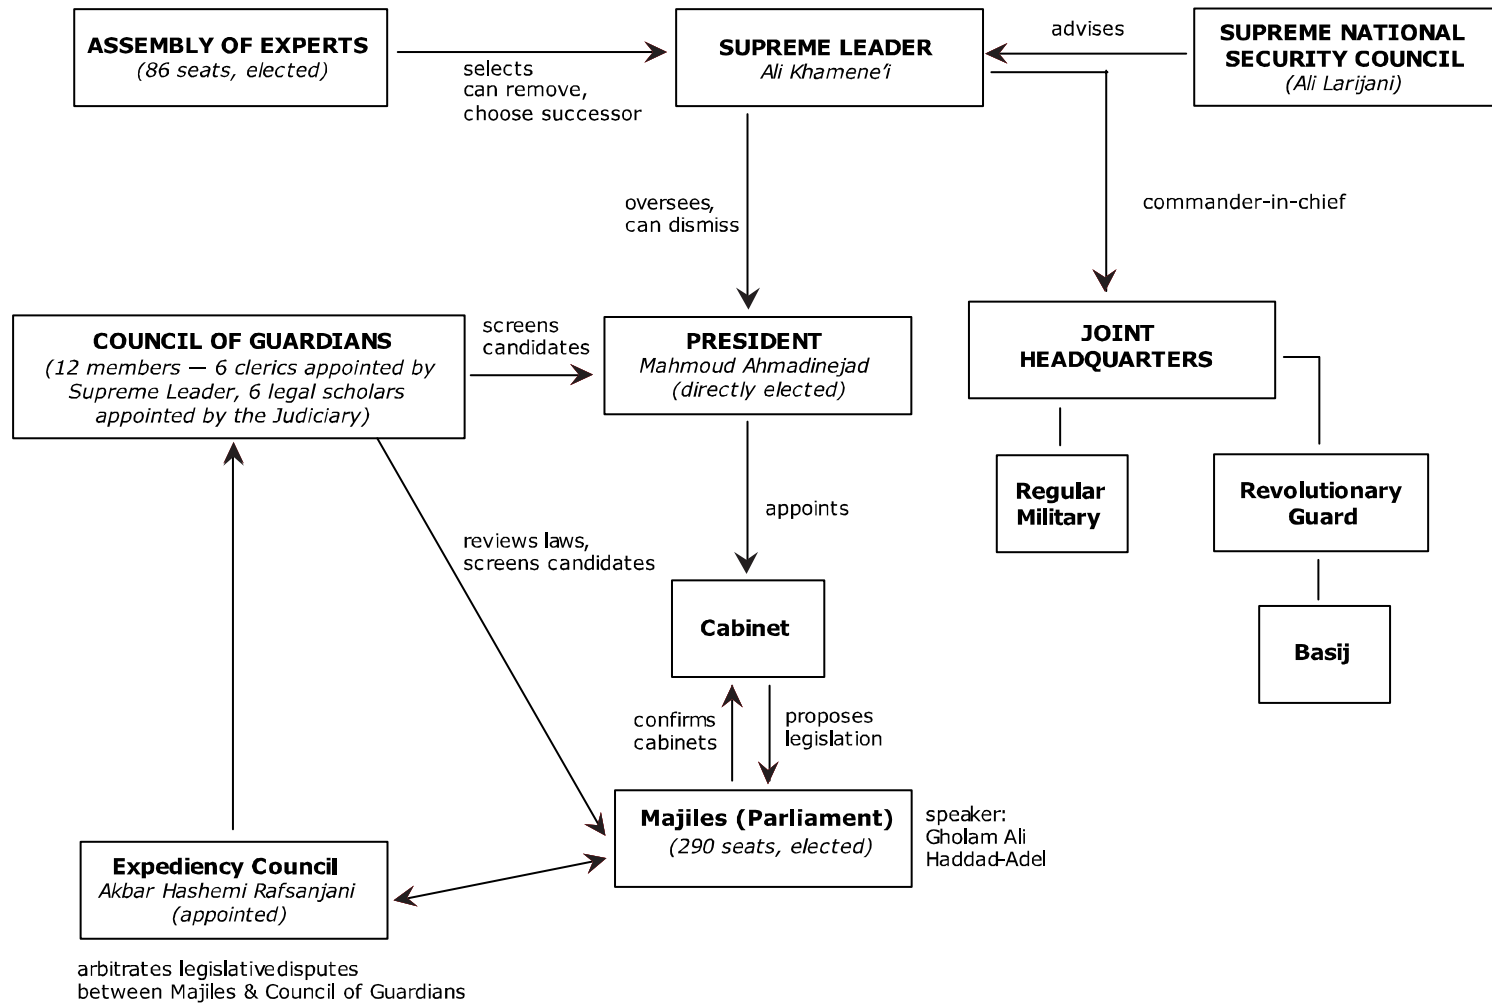 ASSEMBLY OF EXPERTS
(86 seats, elected)
selects
can remove,
choose successor
SUPREME LEADER
Ali Khamene'i
advises
SUPREME NATIONAL
SECURITY COUNCIL
(Ali Larijani)
oversees,
can dismiss
commander-in-chief
COUNCIL OF GUARDIANS
(12 members — 6 clerics appointed by
Supreme Leader, 6 legal scholars
appointed by the Judiciary)
screens
candidates
PRESIDENT
Mahmoud Ahmadinejad
(directly elected)
JOINT
HEADQUARTERS
Regular
Military
Revolutionary
Guard
appoints
reviews laws,
screens candidates
Cabinet
Basij
confirms
cabinets
proposes
legislation
Majiles (Parliament)
(290 seats, elected)
speaker:
Gholam Ali
Haddad-Adel
Expediency Council
Akbar Hashemi Rafsanjani
(appointed)
arbitrates legislativedisputes
between Majiles & Council of Guardians